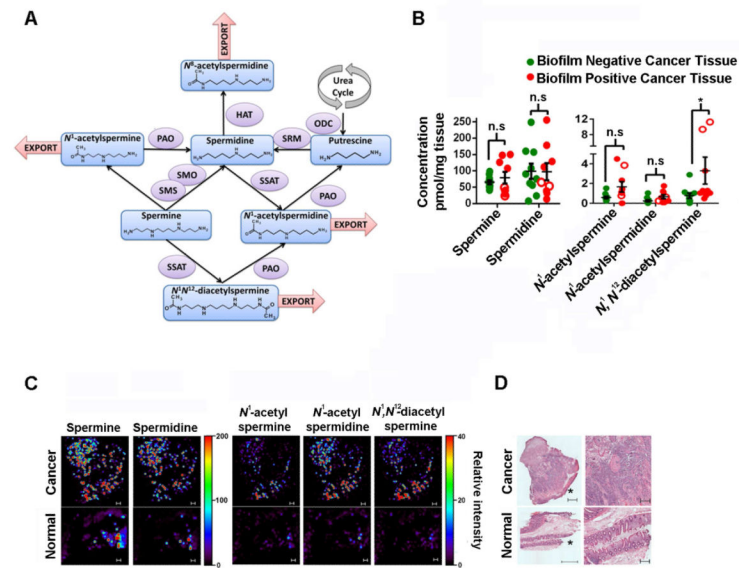 A
EXPORT
N⁸-acetylspermidine
Urea
Cycle
HAT
ODC
N¹-acetylspermine
PAO
Spermidine
SRM
Putrescine
EXPORT
SMO
SMS
SSAT
PAO
Spermine
N¹-acetylspermidine
EXPORT
SSAT
PAO
N¹N¹²-diacetylspermine
EXPORT
B
Biofilm Negative Cancer Tissue
Biofilm Positive Cancer Tissue
Concentration
pmol/mg tissue
250
200
150
100
50
0
n.s
n.s
Spermine
Spermidine
12
8
4
2
0
n.s
n.s
*
N¹-acetylspermine
N¹-acetylspermidine
N¹, N¹²-diacetylspermine
C
Spermine
Spermidine
N¹-acetyl
spermine
N¹-acetyl
spermidine
N¹,N¹²-diacetyl
spermine
Cancer
Normal
200
100
0
40
20
0
Relative intensity
D
Cancer
*
Normal
*